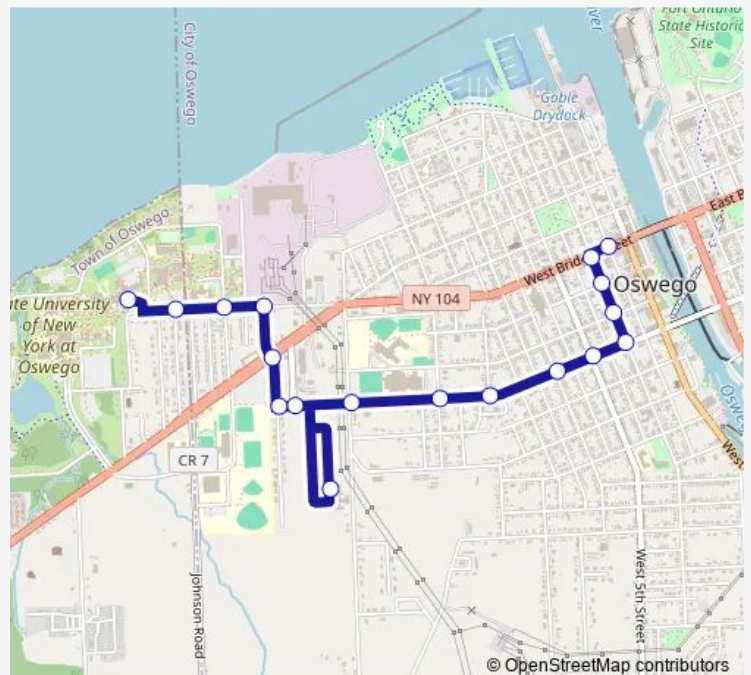 Fort Ontario
State Historic
Site
City of Oswego
Goble
Drydock
Town of Oswego
East B
West Bridge Street
Oswego
NY 104
ate University
of New
York at
Oswego
CR 7
Johnson Road
West 5th Street
© OpenStreetMap contributors